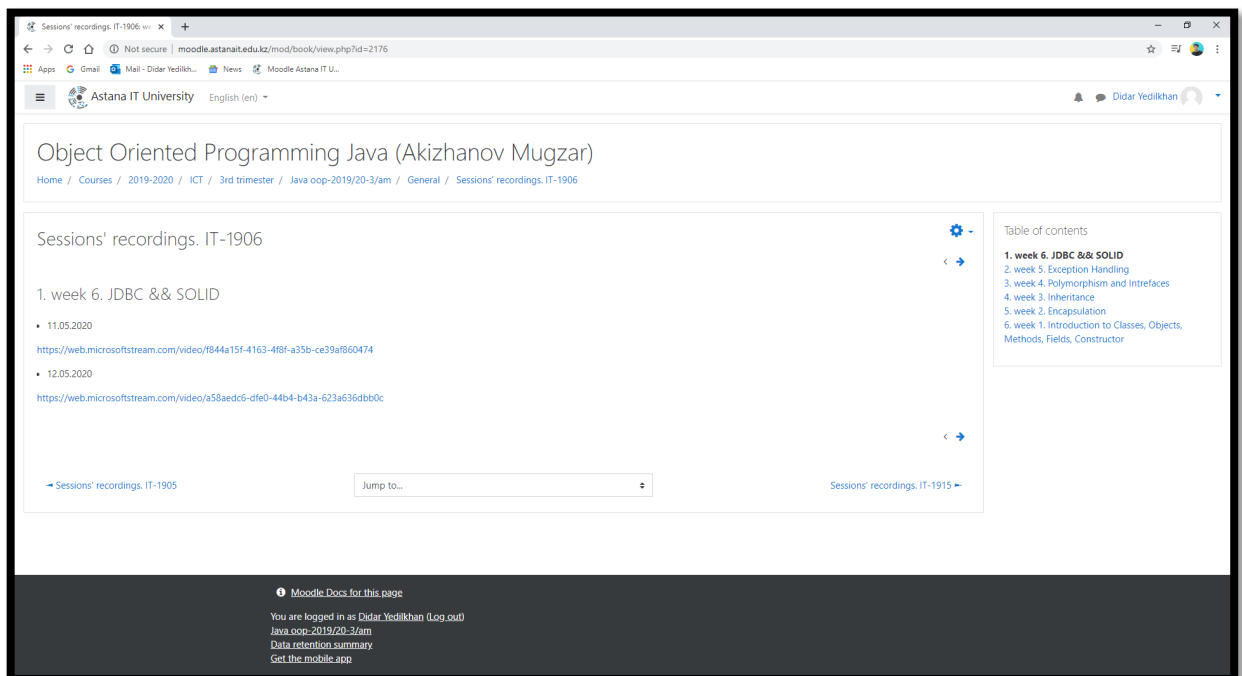 Sessions' recordings. IT-1906: we
Not secure | moodle.astanait.edu.kz/mod/book/view.php?id=2176
Apps Gmail Mail - Didar Yedilkh... News Moodle Astana IT U...
Astana IT University English (en) Didar Yedilkhan
Object Oriented Programming Java (Akizhanov Mugzar)
Home / Courses / 2019-2020 / ICT / 3rd trimester / Java oop-2019/20-3/am / General / Sessions' recordings. IT-1906
Sessions' recordings. IT-1906
1. week 6. JDBC && SOLID
• 11.05.2020
https://web.microsoftstream.com/video/f844a15f-4163-4f8f-a35b-ce39af860474
• 12.05.2020
https://web.microsoftstream.com/video/a58aedc6-dfe0-44b4-b43a-623a636dbb0c
◄ Sessions' recordings. IT-1905
Jump to...
Sessions' recordings. IT-1915 ►
Table of contents
1. week 6. JDBC && SOLID
2. week 5. Exception Handling
3. week 4. Polymorphism and Intrefaces
4. week 3. Inheritance
5. week 2. Encapsulation
6. week 1. Introduction to Classes, Objects,
Methods, Fields, Constructor
Moodle Docs for this page
You are logged in as Didar Yedilkhan (Log out)
Java oop-2019/20-3/am
Data retention summary
Get the mobile app